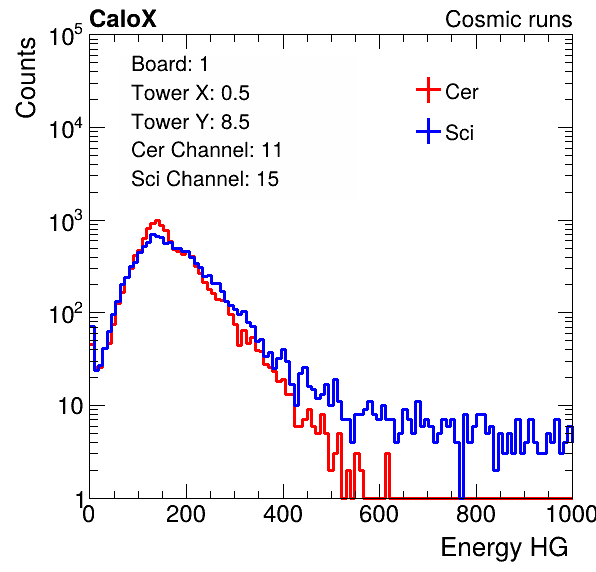 CaloX Cosmic runs
Counts
10^5
10^4
10^3
10^2
10
1
Board: 1
Tower X: 0.5
Tower Y: 8.5
Cer Channel: 11
Sci Channel: 15
Cer
Sci
0 200 400 600 800 1000
Energy HG